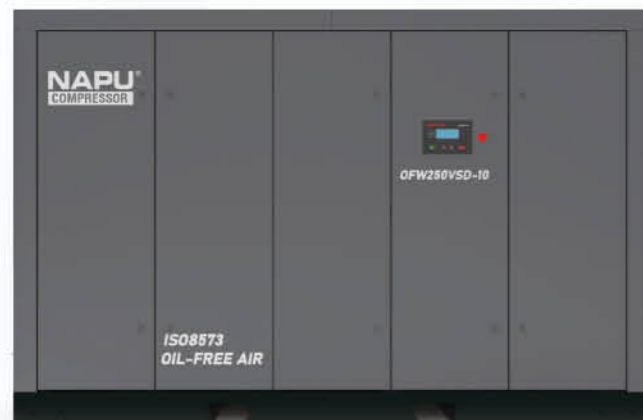 NAPU®
COMPRESSOR
OFW250VSD-10
ISO8573
OIL-FREE AIR